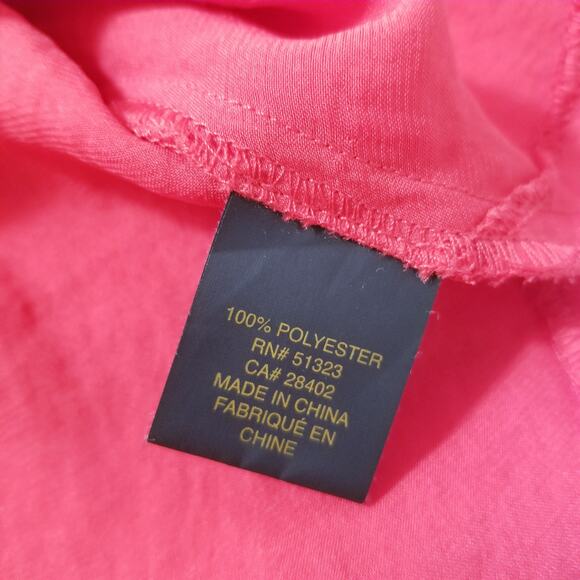 100% POLYESTER
RN# 51323
CA# 28402
MADE IN CHINA
FABRIQUÉ EN
CHINE